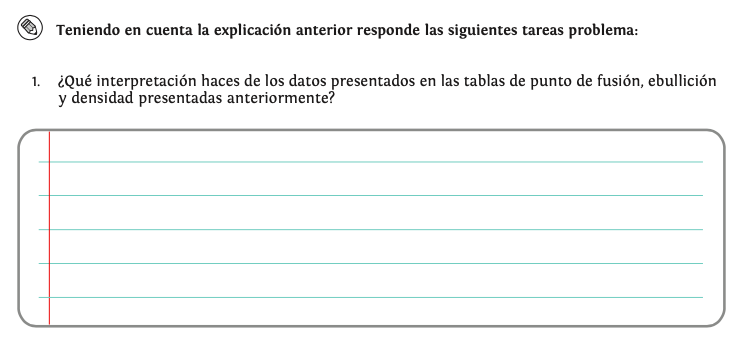 Teniendo en cuenta la explicación anterior responde las siguientes tareas problema:
1. ¿Qué interpretación haces de los datos presentados en las tablas de punto de fusión, ebullición
y densidad presentadas anteriormente?